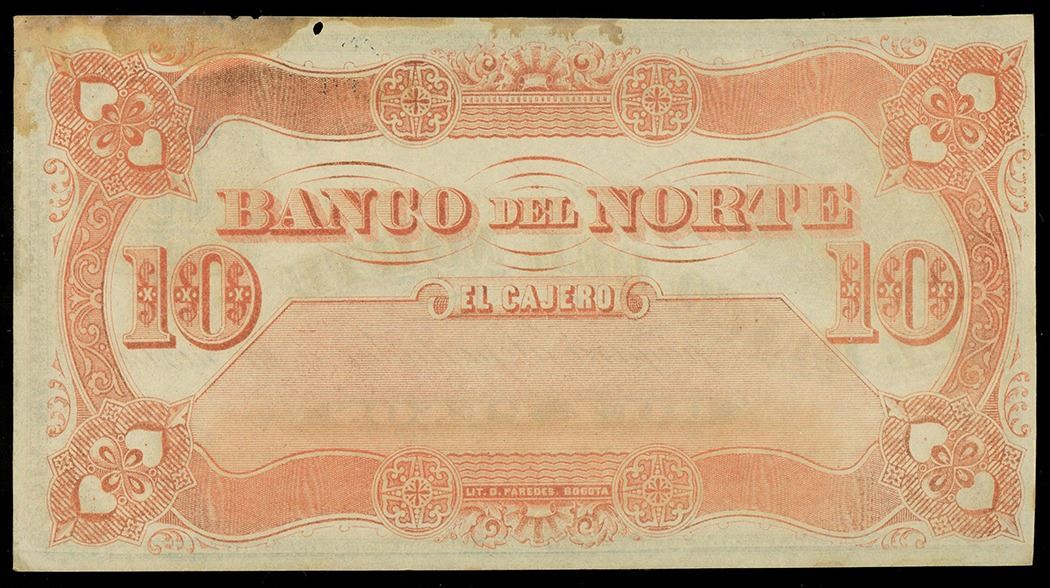 BANCO DEL NORTE
10 10
EL CAJERO
LIT. D. PAREDES. BOGOTA